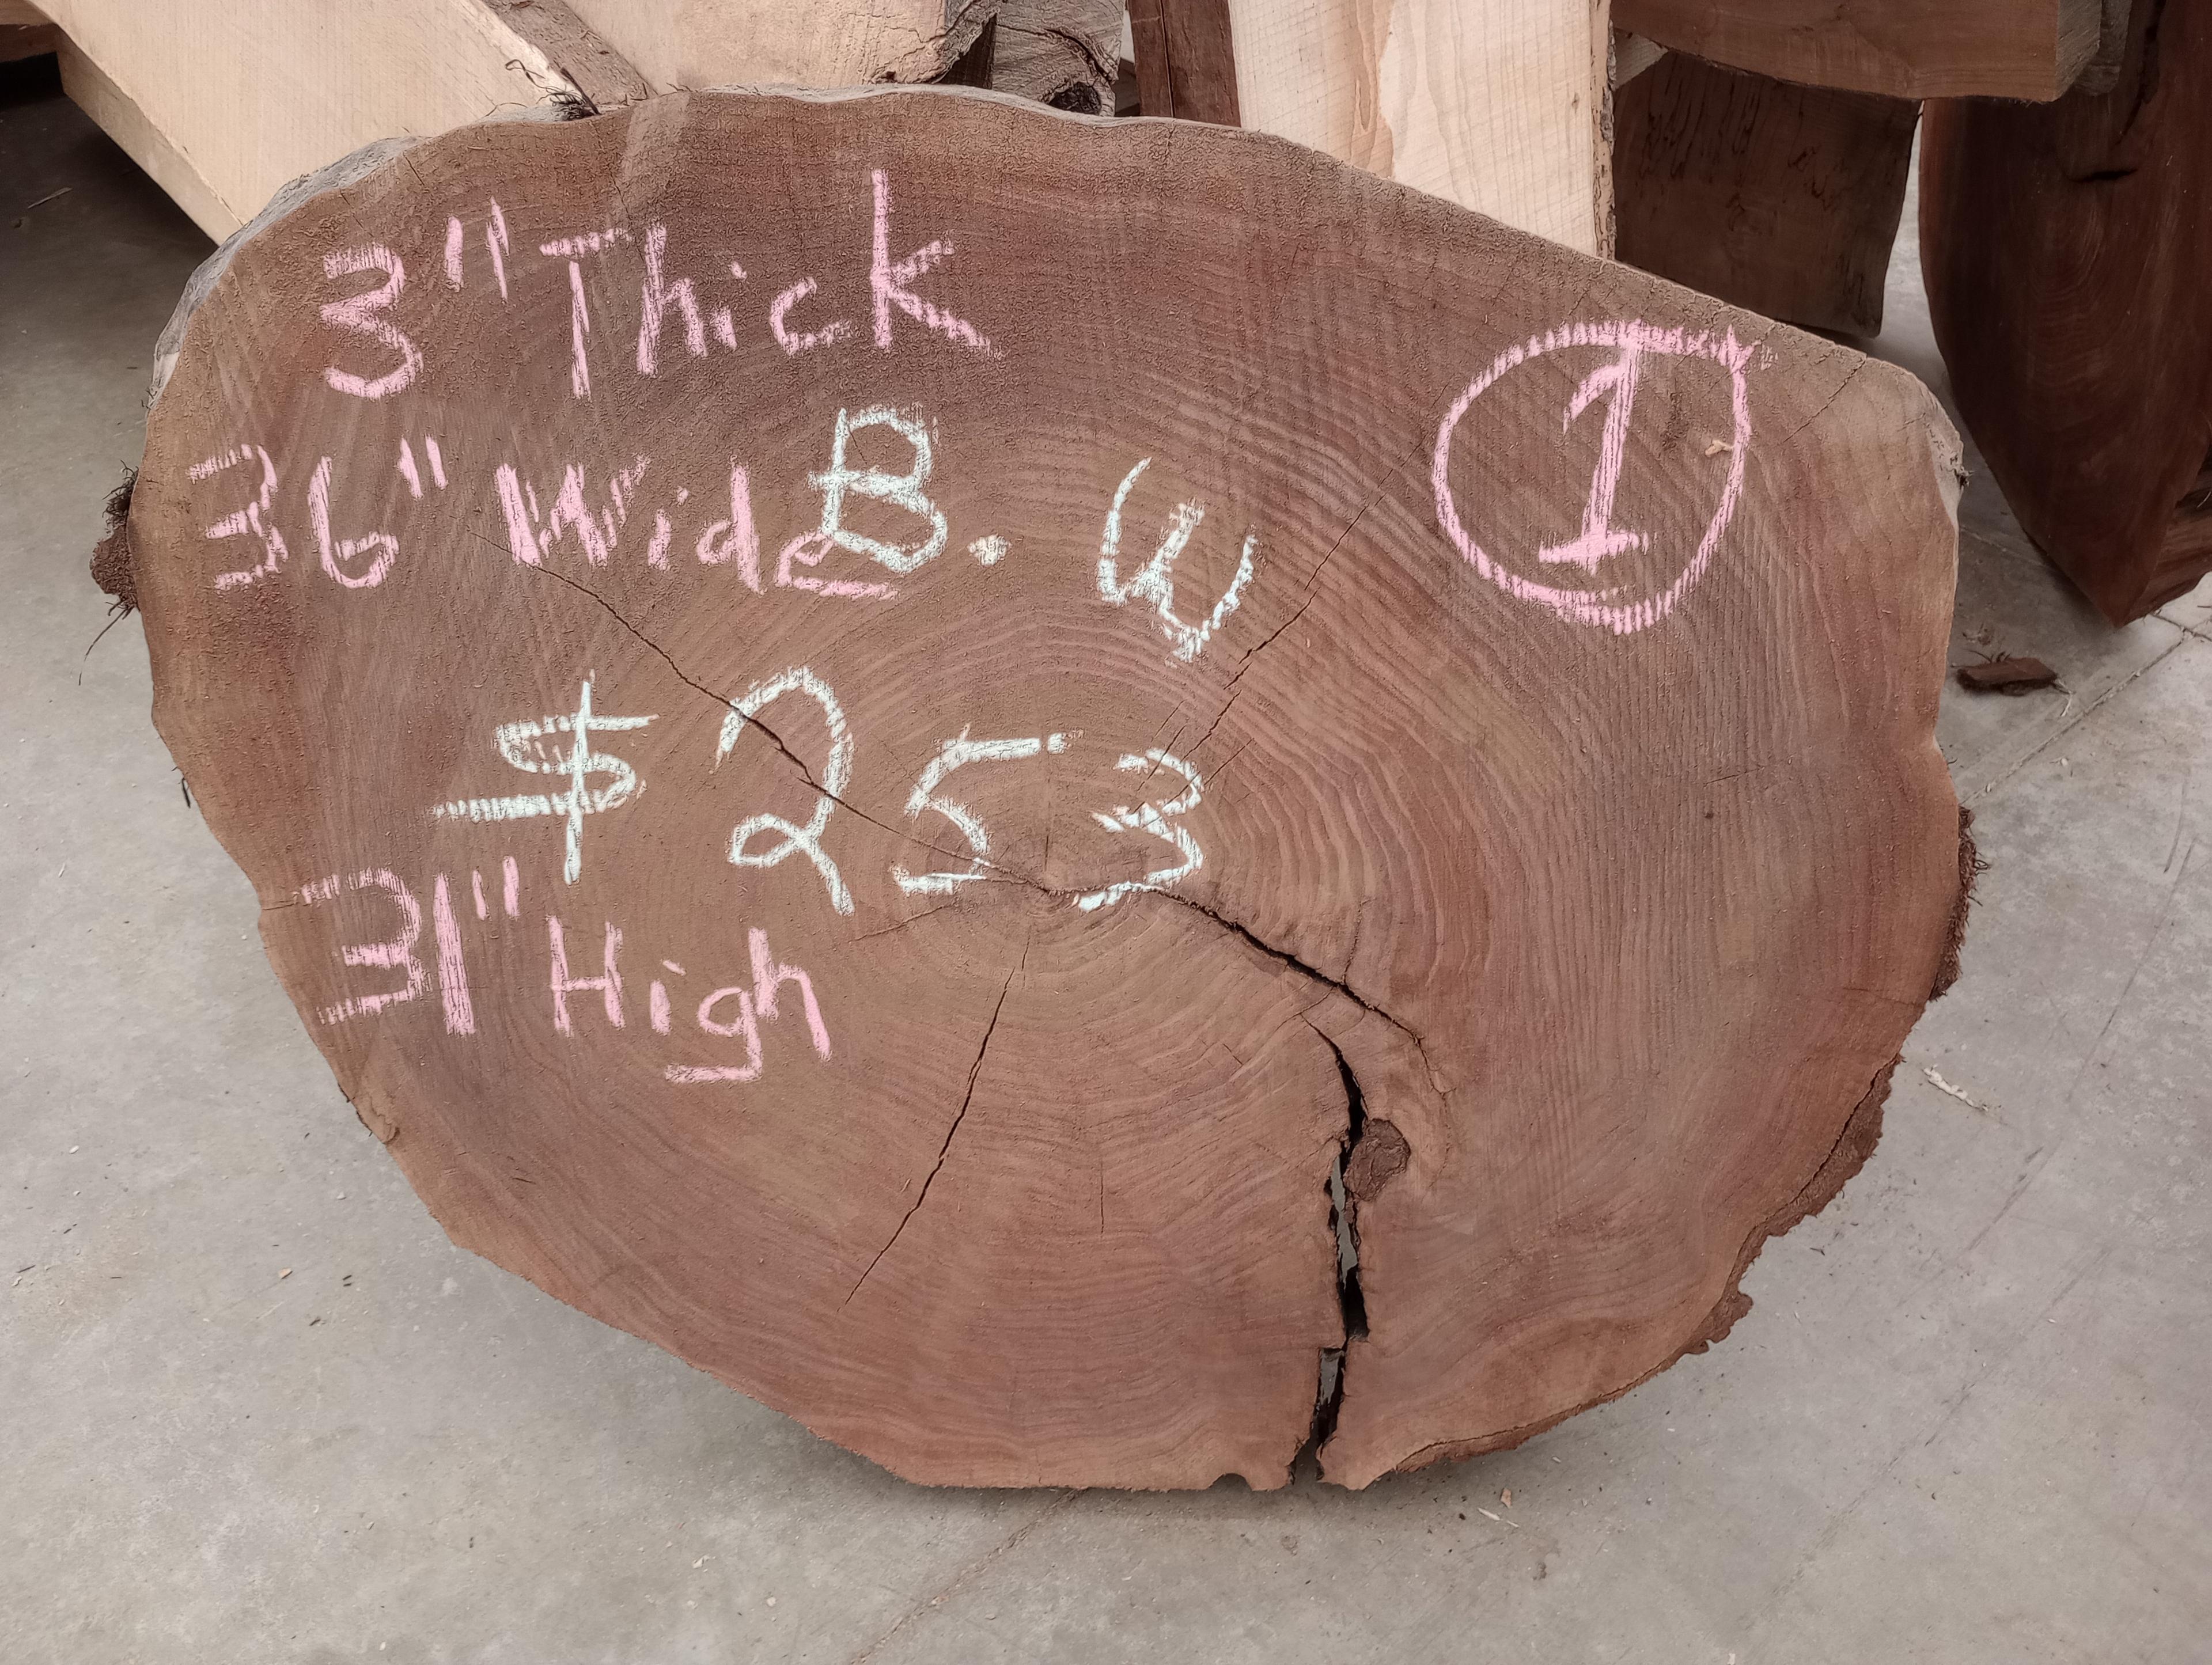 3" Thick
36" Wide
B. W
$ 253
31" High
1